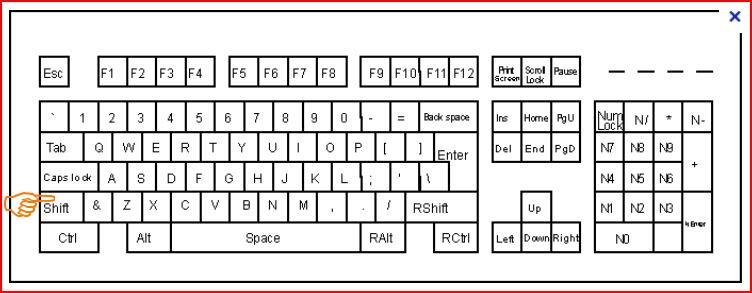 Esc F1 F2 F3 F4 F5 F6 F7 F8 F9 F10 F11 F12 Print Screen Scroll Lock Pause
` 1 2 3 4 5 6 7 8 9 0 - = Back space Ins Home PgU Num Lock N/ * N-
Tab Q W E R T Y U I O P [ ] Enter Del End PgD N7 N8 N9 +
Caps lock A S D F G H J K L ; ' \ N4 N5 N6
Shift & Z X C V B N M , . / RShift Up N1 N2 N3 N Enter
Ctrl Alt Space RAlt RCtrl Left Down Right N0